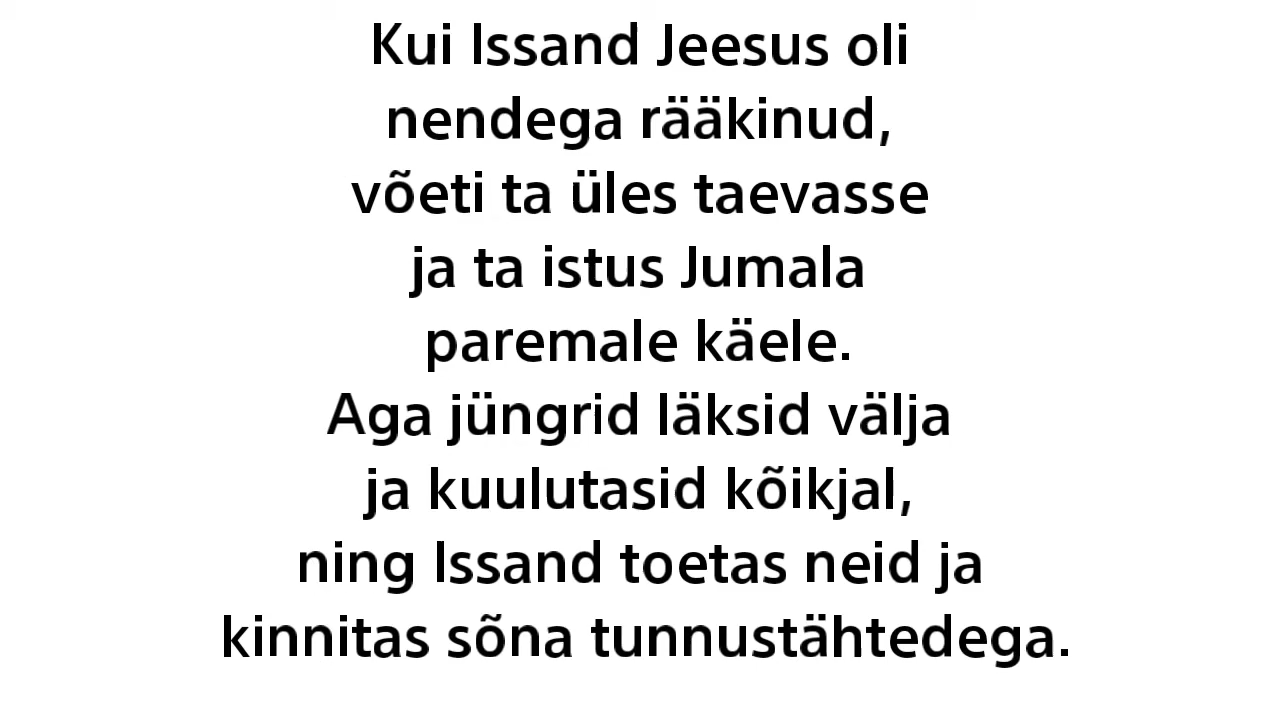 Kui Issand Jeesus oli
nendega rääkinud,
võeti ta üles taevasse
ja ta istus Jumala
paremale käele.
Aga jüngrid läksid välja
ja kuulutasid kõikjal,
ning Issand toetas neid ja
kinnitas sõna tunnustähtedega.